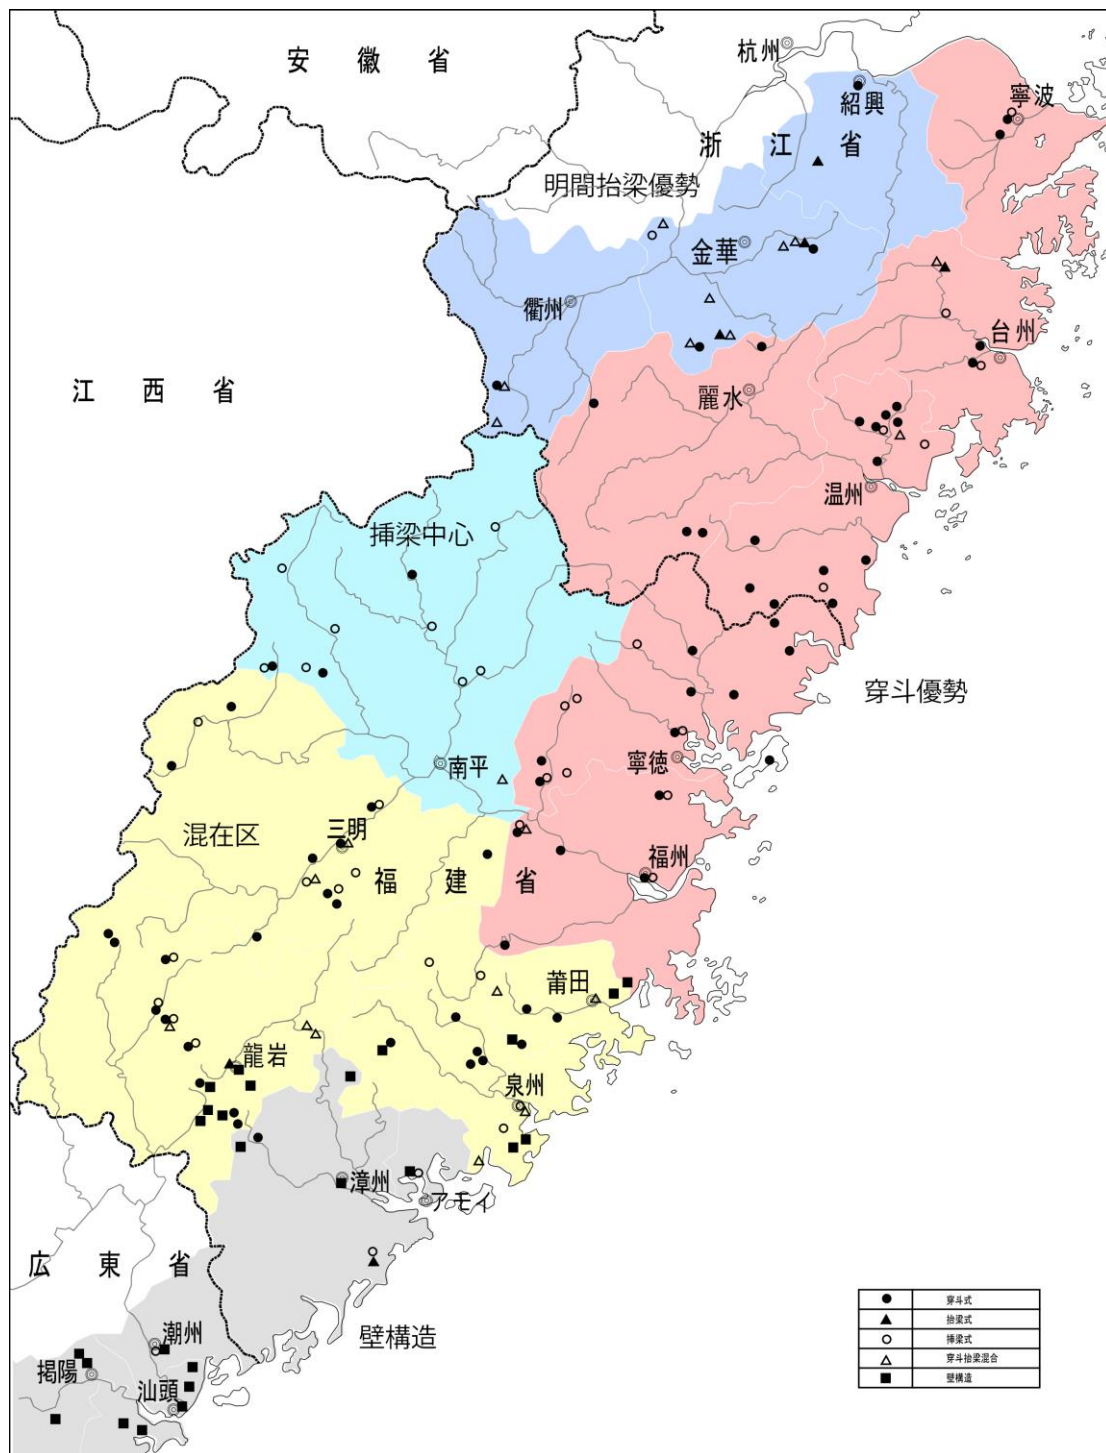 杭州
安徽省
紹興
寧波
浙江省
明間抬梁優勢
金華
衢州
台州
江西省
麗水
温州
挿梁中心
穿斗優勢
寧徳
南平
混在区
三明
福建省
福州
莆田
龍岩
泉州
漳州
アモイ
広東省
潮州
壁構造
掲陽
汕頭
穿斗式
抬梁式
挿梁式
穿斗抬梁混合
壁構造